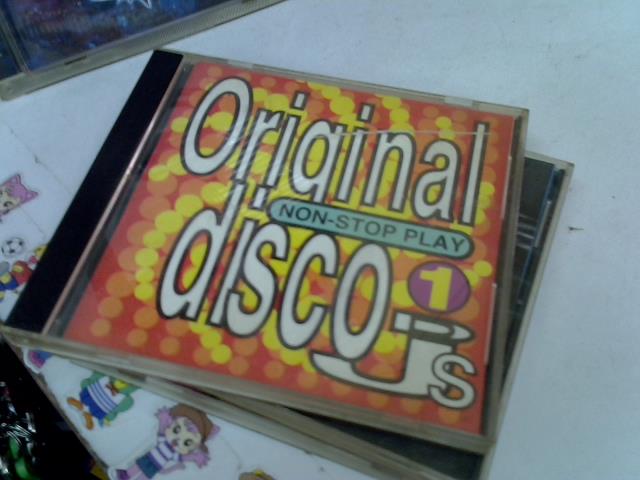 Original
NON-STOP PLAY
disco
1
J's